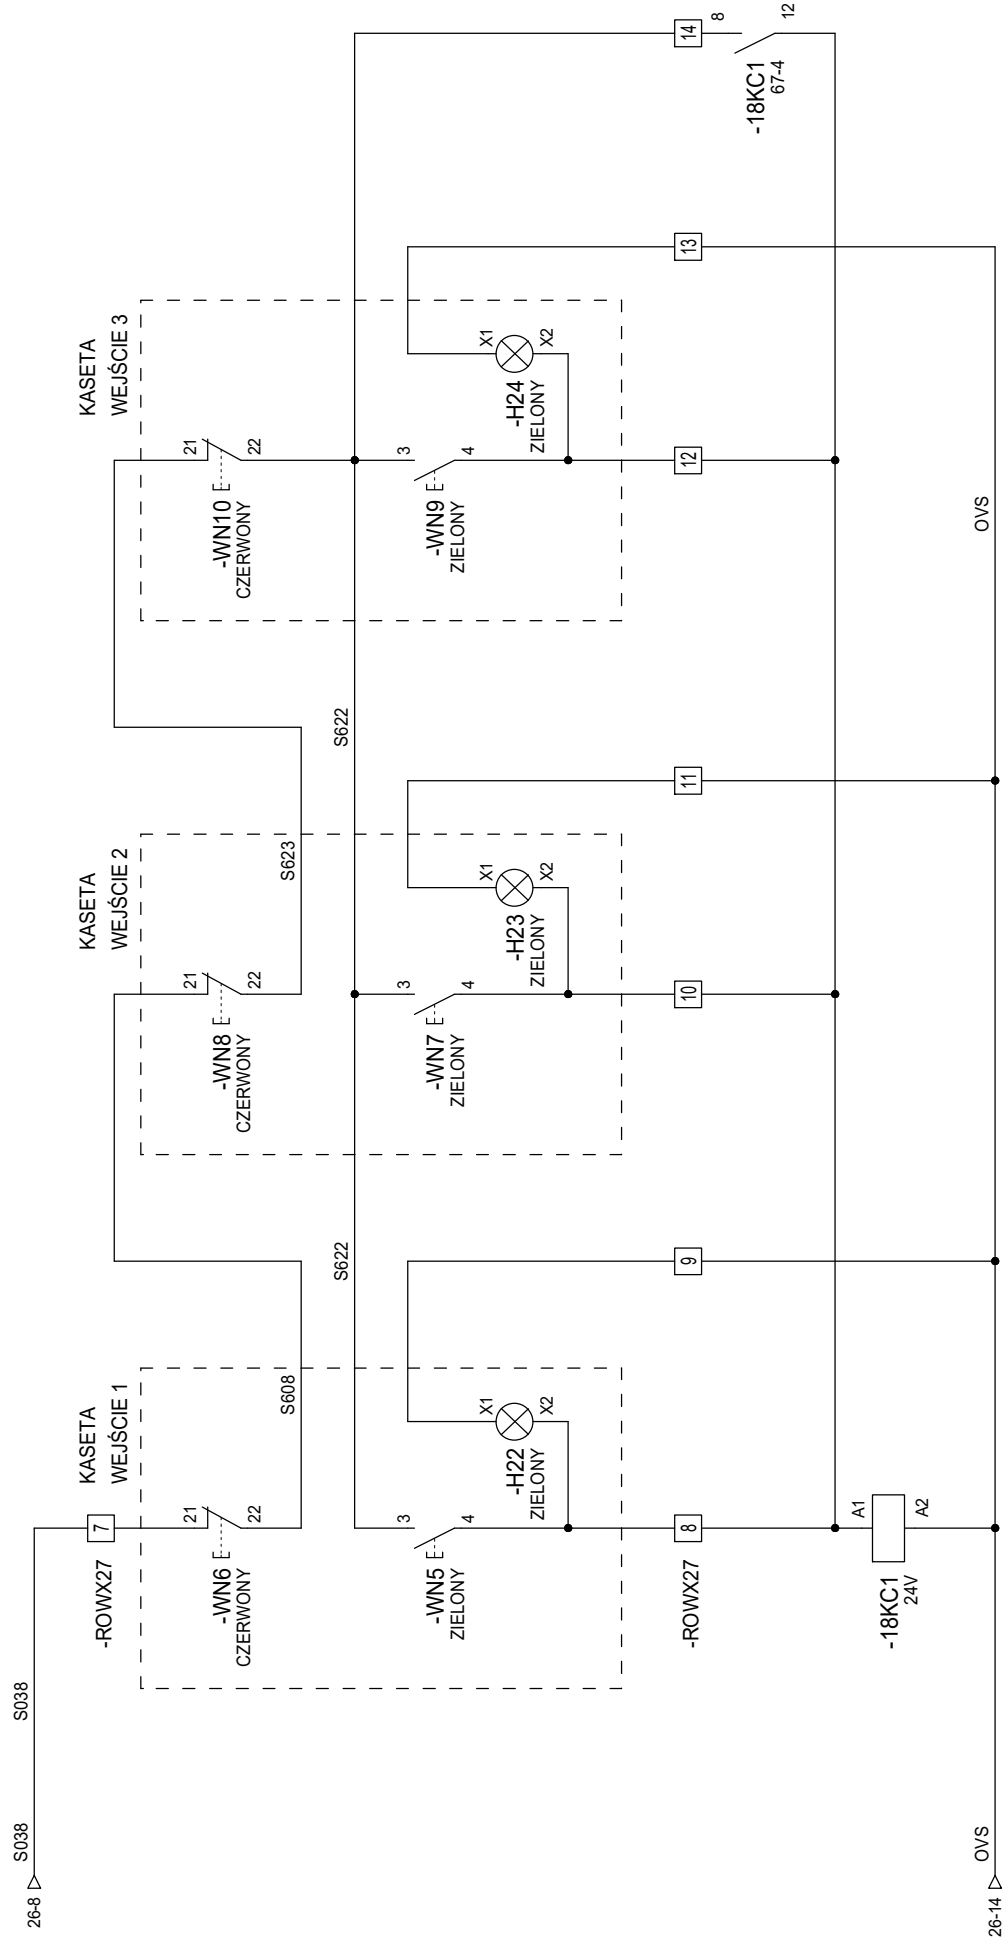 26-8
S038
S038
-ROWX27
7
KASETA
WEJŚCIE 1
21
22
-WN6
CZERWONY
S608
3
4
-WN5
ZIELONY
X1
X2
-H22
ZIELONY
-ROWX27
8
9
S622
KASETA
WEJŚCIE 2
21
22
-WN8
CZERWONY
S623
3
4
-WN7
ZIELONY
X1
X2
-H23
ZIELONY
10
11
S622
KASETA
WEJŚCIE 3
21
22
-WN10
CZERWONY
3
4
-WN9
ZIELONY
X1
X2
-H24
ZIELONY
12
13
14
8
12
-18KC1
67-4
A1
A2
-18KC1
24V
26-14
OVS
OVS